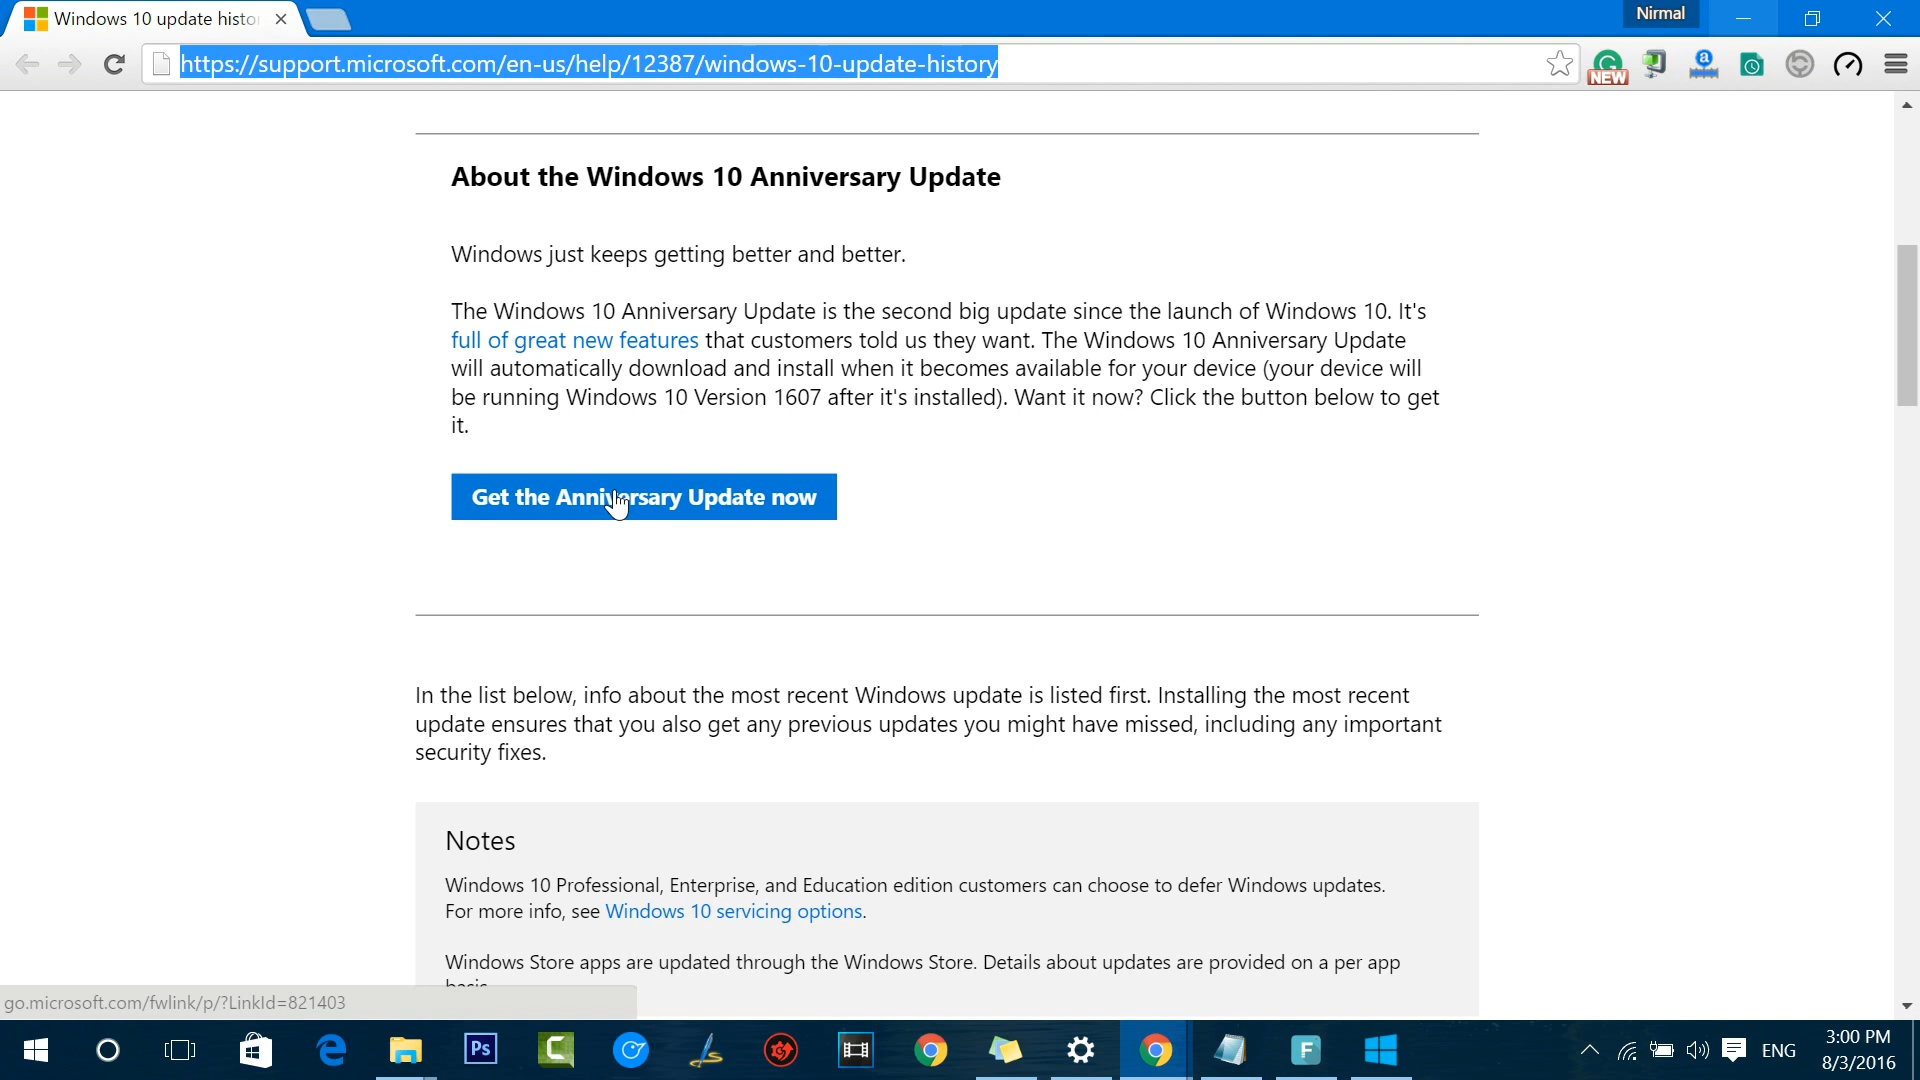 Windows 10 update histo
Nirmal
https://support.microsoft.com/en-us/help/12387/windows-10-update-history
NEW
a
About the Windows 10 Anniversary Update
Windows just keeps getting better and better.
The Windows 10 Anniversary Update is the second big update since the launch of Windows 10. It's
full of great new features that customers told us they want. The Windows 10 Anniversary Update
will automatically download and install when it becomes available for your device (your device will
be running Windows 10 Version 1607 after it's installed). Want it now? Click the button below to get
it.
Get the Anniversary Update now
In the list below, info about the most recent Windows update is listed first. Installing the most recent
update ensures that you also get any previous updates you might have missed, including any important
security fixes.
Notes
Windows 10 Professional, Enterprise, and Education edition customers can choose to defer Windows updates.
For more info, see Windows 10 servicing options.
Windows Store apps are updated through the Windows Store. Details about updates are provided on a per app
basis.
go.microsoft.com/fwlink/p/?LinkId=821403
Ps
C
F
ENG
3:00 PM
8/3/2016